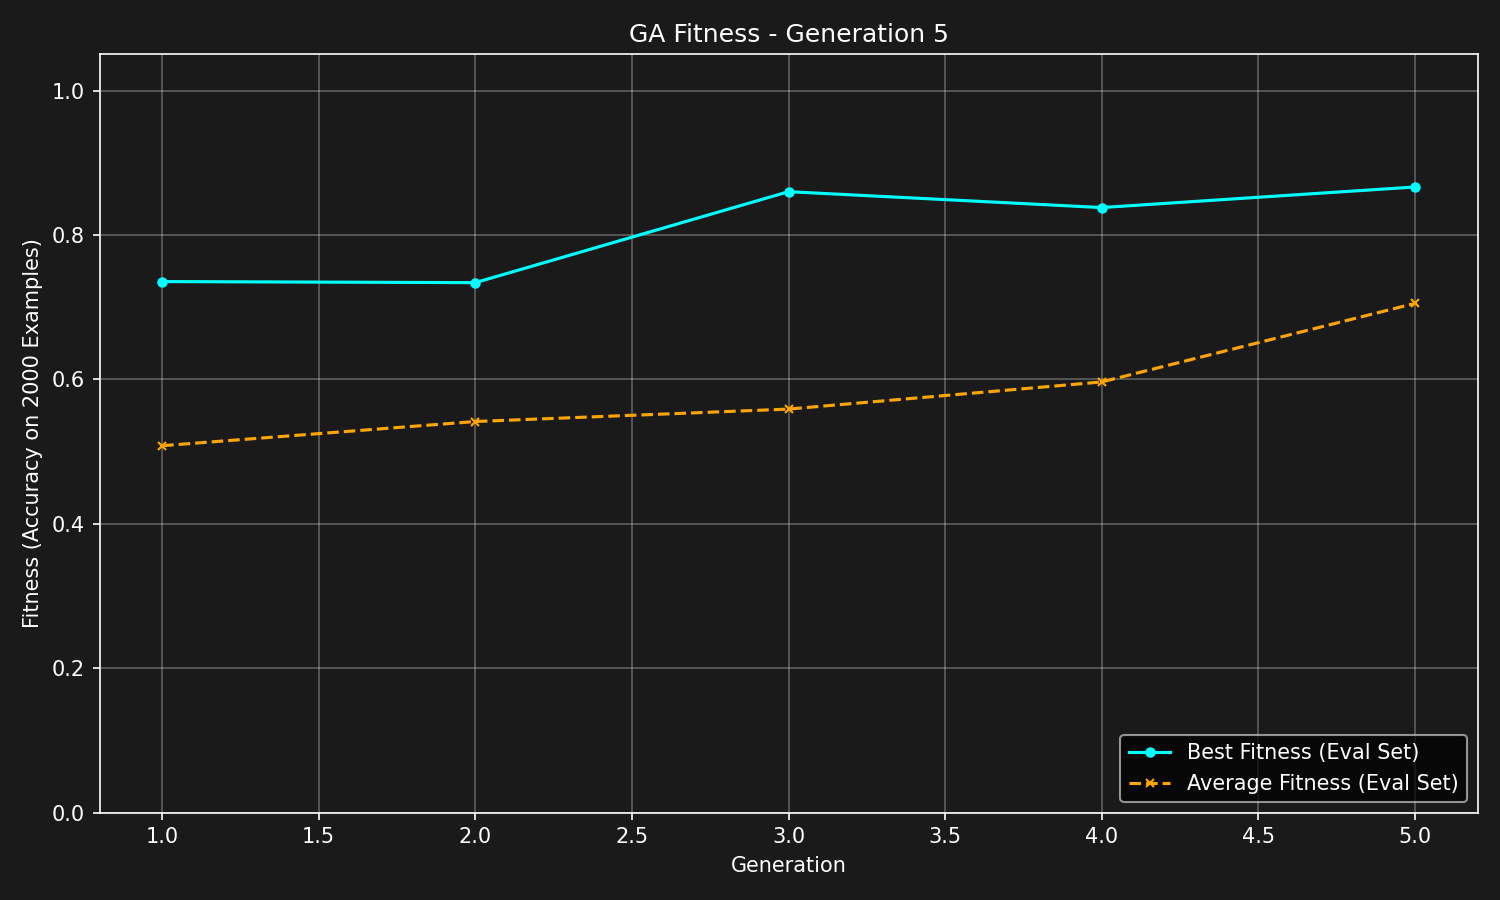 GA Fitness - Generation 5
1.0
0.8
0.6
0.4
0.2
0.0
Fitness (Accuracy on 2000 Examples)
Best Fitness (Eval Set)
Average Fitness (Eval Set)
1.0 1.5 2.0 2.5 3.0 3.5 4.0 4.5 5.0
Generation